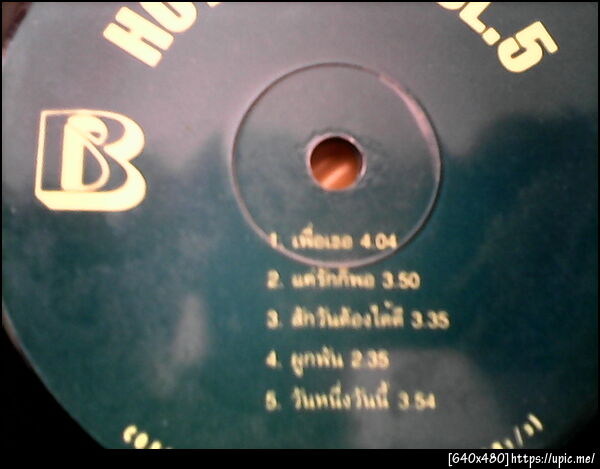 VOL.5
B
1. เพื่อเธอ 4.04
2. แค่รักก็พอ 3.50
3. สักวันต้องได้ดี 3.35
4. ผูกพัน 2.35
5. วันหนึ่งวันนี้ 3.54
[640x480]https://upic.me/